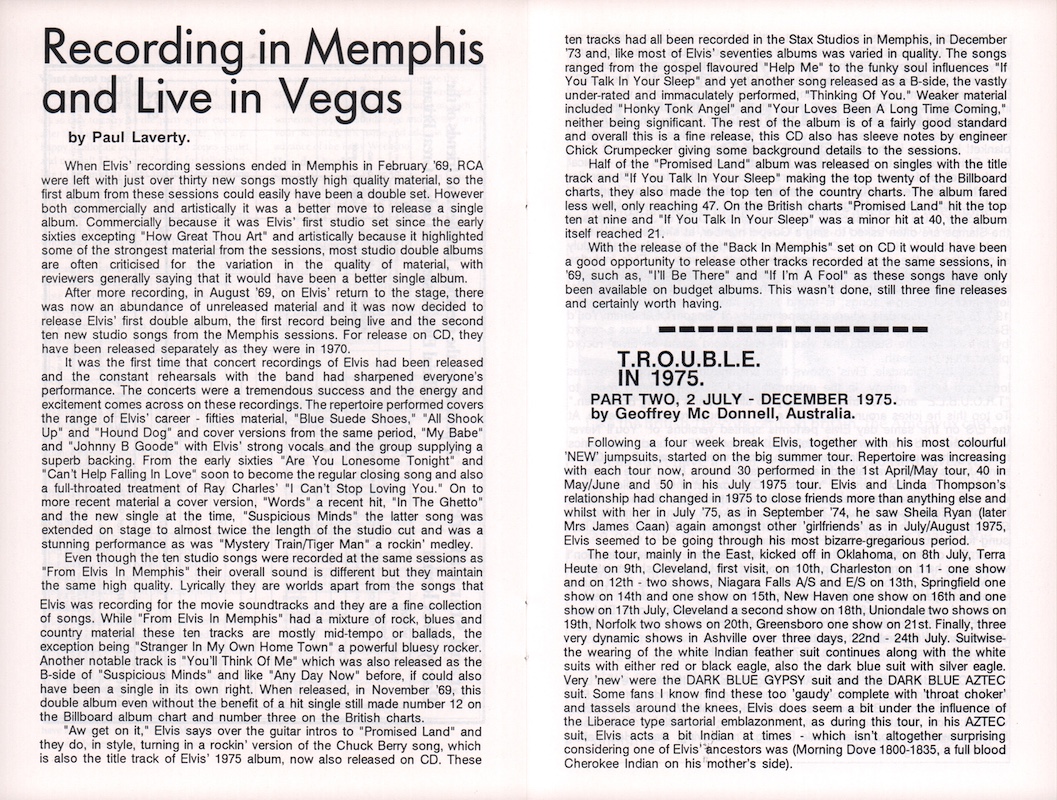 Recording in Memphis
and Live in Vegas
by Paul Laverty.
When Elvis' recording sessions ended in Memphis in February '69, RCA
were left with just over thirty new songs mostly high quality material, so the
first album from these sessions could easily have been a double set. However
both commercially and artistically it was a better move to release a single
album. Commercially because it was Elvis' first studio set since the early
sixties excepting "How Great Thou Art" and artistically because it highlighted
some of the strongest material from the sessions, most studio double albums
are often criticised for the variation in the quality of material, with
reviewers generally saying that it would have been a better single album.
After more recording, in August '69, on Elvis' return to the stage, there
was now an abundance of unreleased material and it was now decided to
release Elvis' first double album, the first record being live and the second
ten new studio songs from the Memphis sessions. For release on CD, they
have been released separately as they were in 1970.
It was the first time that concert recordings of Elvis had been released
and the constant rehearsals with the band had sharpened everyone's
performance. The concerts were a tremendous success and the energy and
excitement comes across on these recordings. The repertoire performed covers
the range of Elvis' career - fifties material, "Blue Suede Shoes," "All Shook
Up" and "Hound Dog" and cover versions from the same period, "My Babe"
and "Johnny B Goode" with Elvis' strong vocals and the group supplying a
superb backing. From the early sixties "Are You Lonesome Tonight" and
"Can't Help Falling In Love" soon to become the regular closing song and also
a full-throated treatment of Ray Charles' "I Can't Stop Loving You." On to
more recent material a cover version, "Words" a recent hit, "In The Ghetto"
and the new single at the time, "Suspicious Minds" the latter song was
extended on stage to almost twice the length of the studio cut and was a
stunning performance as was "Mystery Train/Tiger Man" a rockin' medley.
Even though the ten studio songs were recorded at the same sessions as
"From Elvis In Memphis" their overall sound is different but they maintain
the same high quality. Lyrically they are worlds apart from the songs that
Elvis was recording for the movie soundtracks and they are a fine collection
of songs. While "From Elvis In Memphis" had a mixture of rock, blues and
country material these ten tracks are mostly mid-tempo or ballads, the
exception being "Stranger In My Own Home Town" a powerful bluesy rocker.
Another notable track is "You'll Think Of Me" which was also released as the
B-side of "Suspicious Minds" and like "Any Day Now" before, if could also
have been a single in its own right. When released, in November '69, this
double album even without the benefit of a hit single still made number 12 on
the Billboard album chart and number three on the British charts.
"Aw get on it," Elvis says over the guitar intros to "Promised Land" and
they do, in style, turning in a rockin' version of the Chuck Berry song, which
is also the title track of Elvis' 1975 album, now also released on CD. These
ten tracks had all been recorded in the Stax Studios in Memphis, in December
'73 and, like most of Elvis' seventies albums was varied in quality. The songs
ranged from the gospel flavoured "Help Me" to the funky soul influences "If
You Talk In Your Sleep" and yet another song released as a B-side, the vastly
under-rated and immaculately performed, "Thinking Of You." Weaker material
included "Honky Tonk Angel" and "Your Loves Been A Long Time Coming,"
neither being significant. The rest of the album is of a fairly good standard
and overall this is a fine release, this CD also has sleeve notes by engineer
Chick Crumpecker giving some background details to the sessions.
Half of the "Promised Land" album was released on singles with the title
track and "If You Talk In Your Sleep" making the top twenty of the Billboard
charts, they also made the top ten of the country charts. The album fared
less well, only reaching 47. On the British charts "Promised Land" hit the top
ten at nine and "If You Talk In Your Sleep" was a minor hit at 40, the album
itself reached 21.
With the release of the "Back In Memphis" set on CD it would have been
a good opportunity to release other tracks recorded at the same sessions, in
'69, such as, "I'll Be There" and "If I'm A Fool" as these songs have only
been available on budget albums. This wasn't done, still three fine releases
and certainly worth having.
T.R.O.U.B.L.E.
IN 1975.
PART TWO, 2 JULY - DECEMBER 1975.
by Geoffrey Mc Donnell, Australia.
Following a four week break Elvis, together with his most colourful
'NEW' jumpsuits, started on the big summer tour. Repertoire was increasing
with each tour now, around 30 performed in the 1st April/May tour, 40 in
May/June and 50 in his July 1975 tour. Elvis and Linda Thompson's
relationship had changed in 1975 to close friends more than anything else and
whilst with her in July '75, as in September '74, he saw Sheila Ryan (later
Mrs James Caan) again amongst other 'girlfriends' as in July/August 1975,
Elvis seemed to be going through his most bizarre-gregarious period.
The tour, mainly in the East, kicked off in Oklahoma, on 8th July, Terra
Heute on 9th, Cleveland, first visit, on 10th, Charleston on 11 - one show
and on 12th - two shows, Niagara Falls A/S and E/S on 13th, Springfield one
show on 14th and one show on 15th, New Haven one show on 16th and one
show on 17th July, Cleveland a second show on 18th, Uniondale two shows on
19th, Norfolk two shows on 20th, Greensboro one show on 21st. Finally, three
very dynamic shows in Ashville over three days, 22nd - 24th July. Suitwise-
the wearing of the white Indian feather suit continues along with the white
suits with either red or black eagle, also the dark blue suit with silver eagle.
Very 'new' were the DARK BLUE GYPSY suit and the DARK BLUE AZTEC
suit. Some fans I know find these too 'gaudy' complete with 'throat choker'
and tassels around the knees, Elvis does seem a bit under the influence of
the Liberace type sartorial emblazonment, as during this tour, in his AZTEC
suit, Elvis acts a bit Indian at times - which isn't altogether surprising
considering one of Elvis' ancestors was (Morning Dove 1800-1835, a full blood
Cherokee Indian on his mother's side).